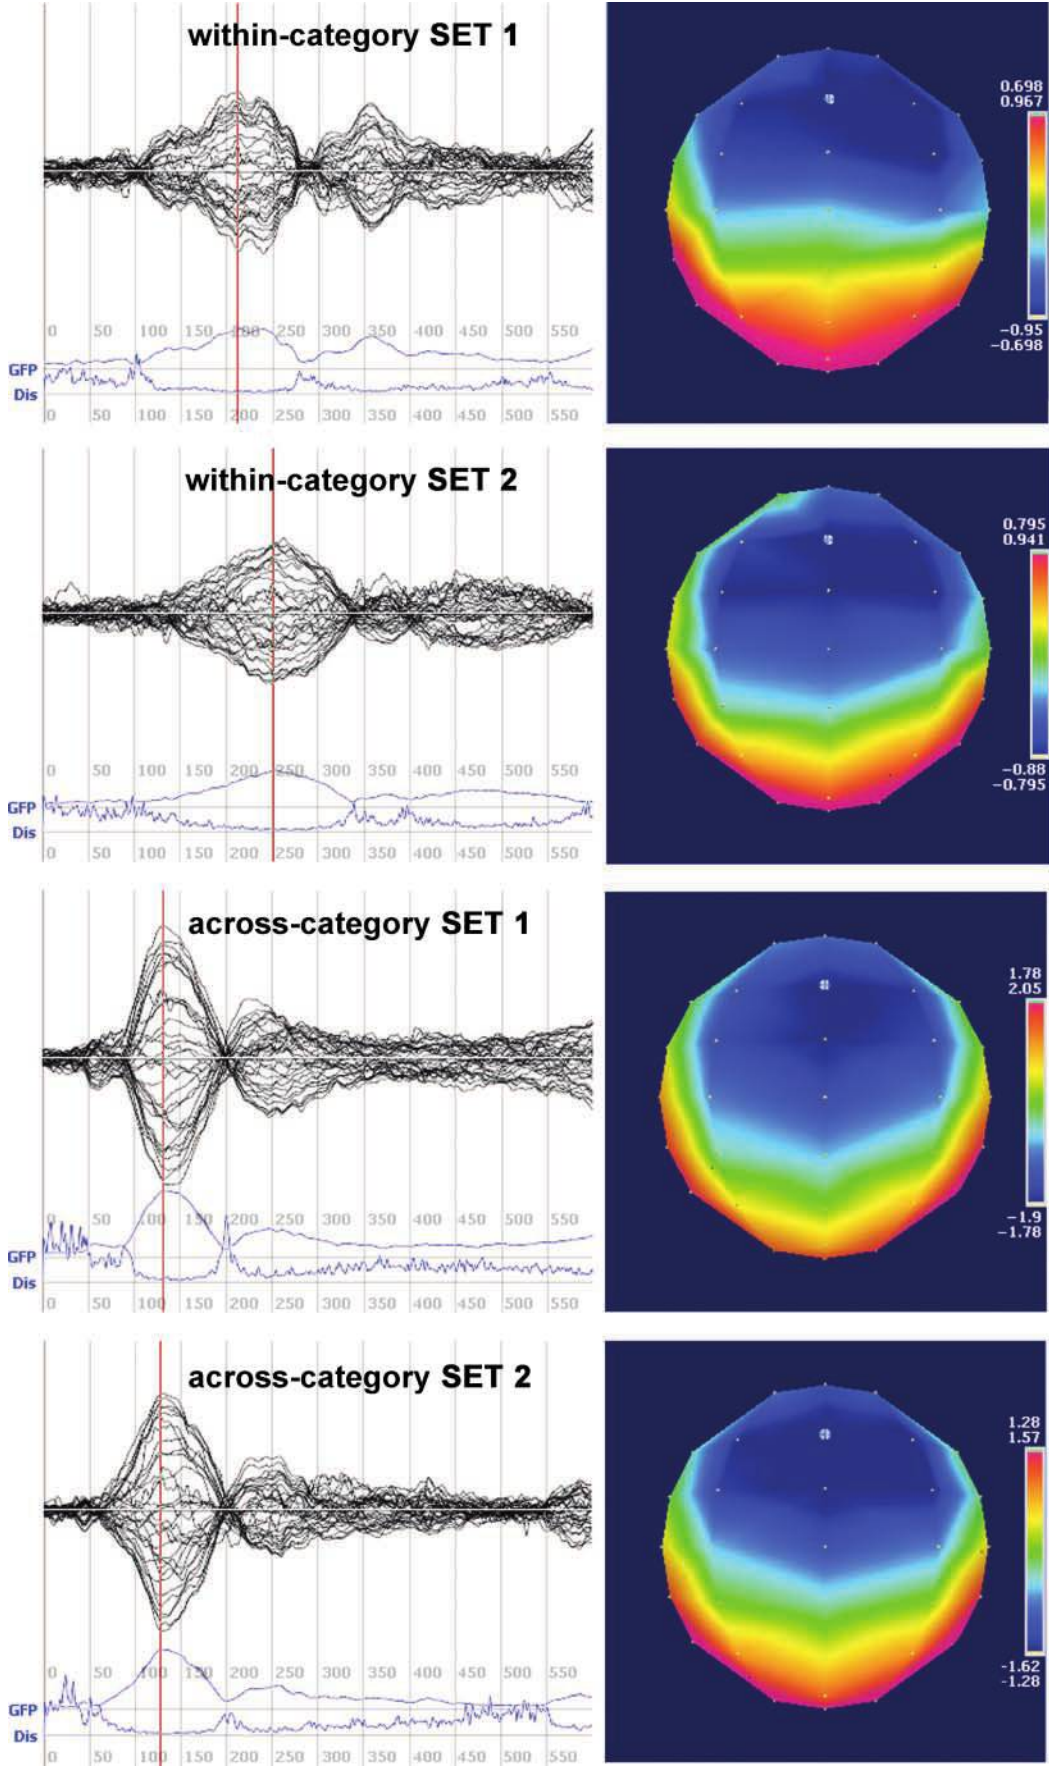 within-category SET 1
0.698
0.967
-0.95
-0.698
0 50 100 150 200 250 300 350 400 450 500 550
GFP
Dis
50 100 150 200 250 300 350 400 450 500 550
within-category SET 2
0.795
0.941
-0.88
-0.795
0 50 100 150 200 250 300 350 400 450 500 550
GFP
Dis
50 100 150 200 250 300 350 400 450 500 550
across-category SET 1
1.78
2.05
-1.9
-1.78
0 50 100 150 200 250 300 350 400 450 500 550
GFP
Dis
50 100 150 200 250 300 350 400 450 500 550
across-category SET 2
1.28
1.57
-1.62
-1.28
0 50 100 150 200 250 300 350 400 450 500 550
GFP
Dis
50 100 150 200 250 300 350 400 450 500 550